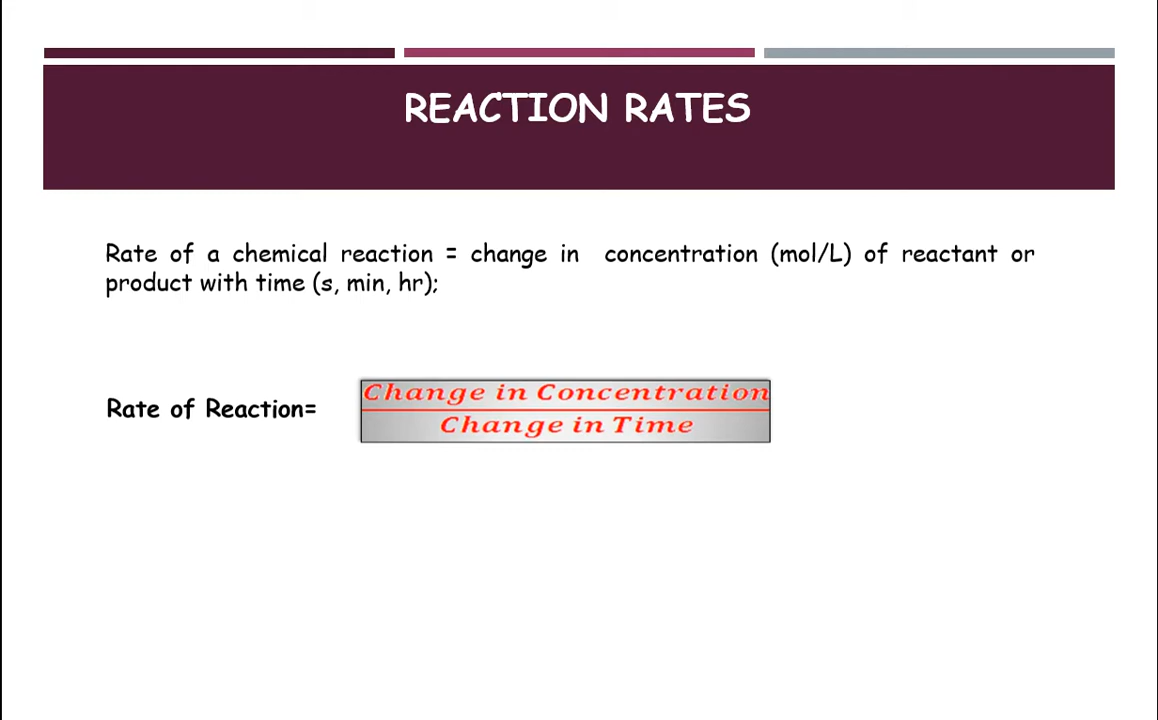 REACTION RATES
Rate of a chemical reaction = change in concentration (mol/L) of reactant or
product with time (s, min, hr);
Rate of Reaction=
Change in Concentration
Change in Time